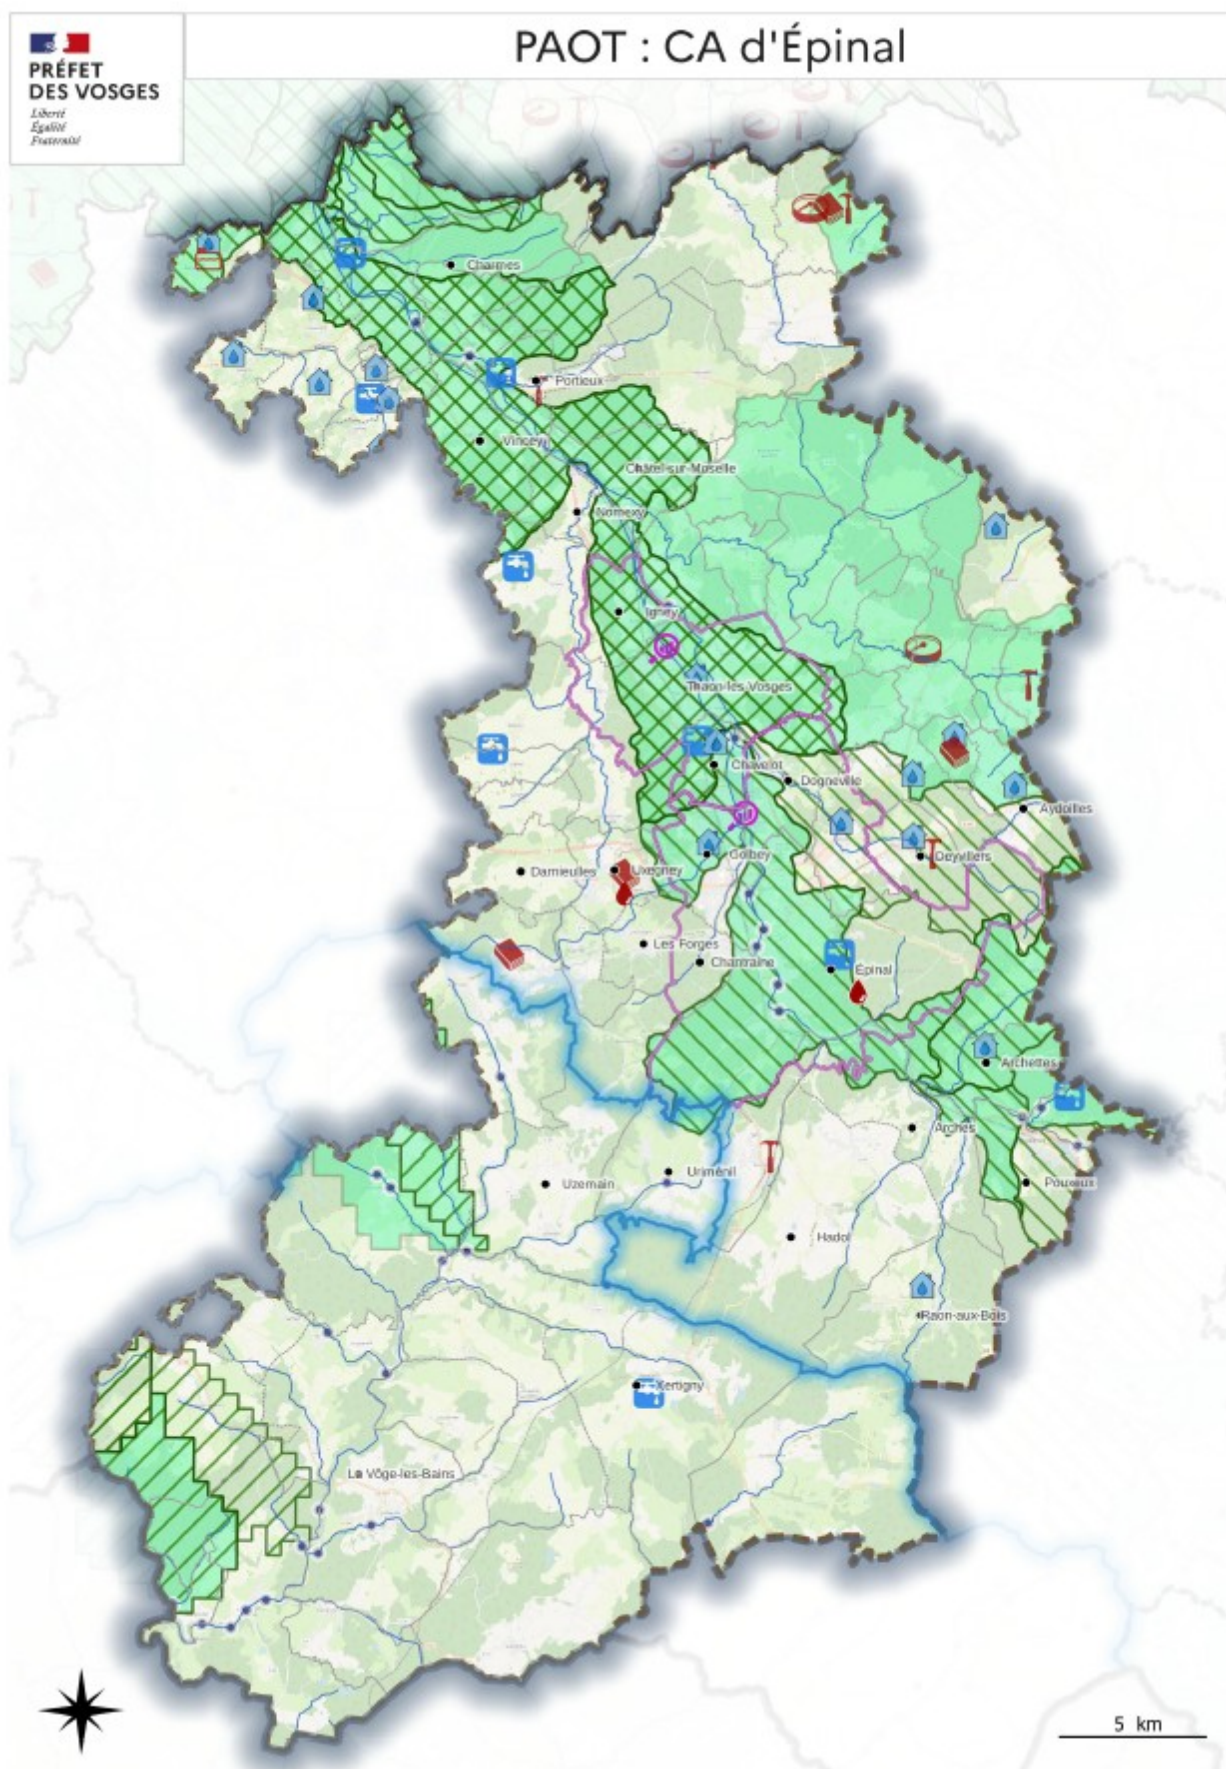 PAOT : CA d'Épinal
PRÉFET
DES VOSGES
Liberté
Égalité
Fraternité
Charmes
Portieux
Vincey
Châtel-sur-Moselle
Nomexy
Igney
Thaon-les-Vosges
Chavelot
Dogneville
Aydoilles
Golbey
Deyvillers
Darnieulles
Uxegney
Les Forges
Chantraine
Épinal
Archettes
Arches
Uriménil
Uzemain
Pouxeux
Hadol
Raon-aux-Bois
Xertigny
La Vôge-les-Bains
5 km